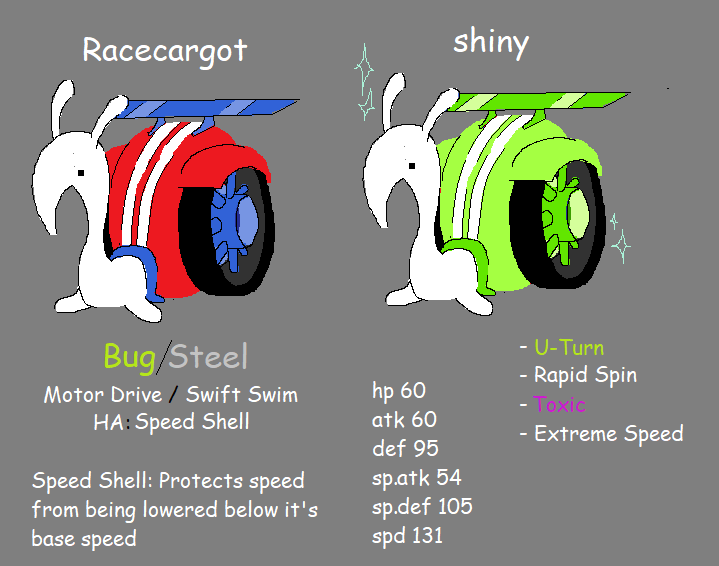 Racecargot
shiny
Bug/Steel
Motor Drive / Swift Swim
HA: Speed Shell
Speed Shell: Protects speed
from being lowered below it's
base speed
hp 60
atk 60
def 95
sp.atk 54
sp.def 105
spd 131
- U-Turn
- Rapid Spin
- Toxic
- Extreme Speed